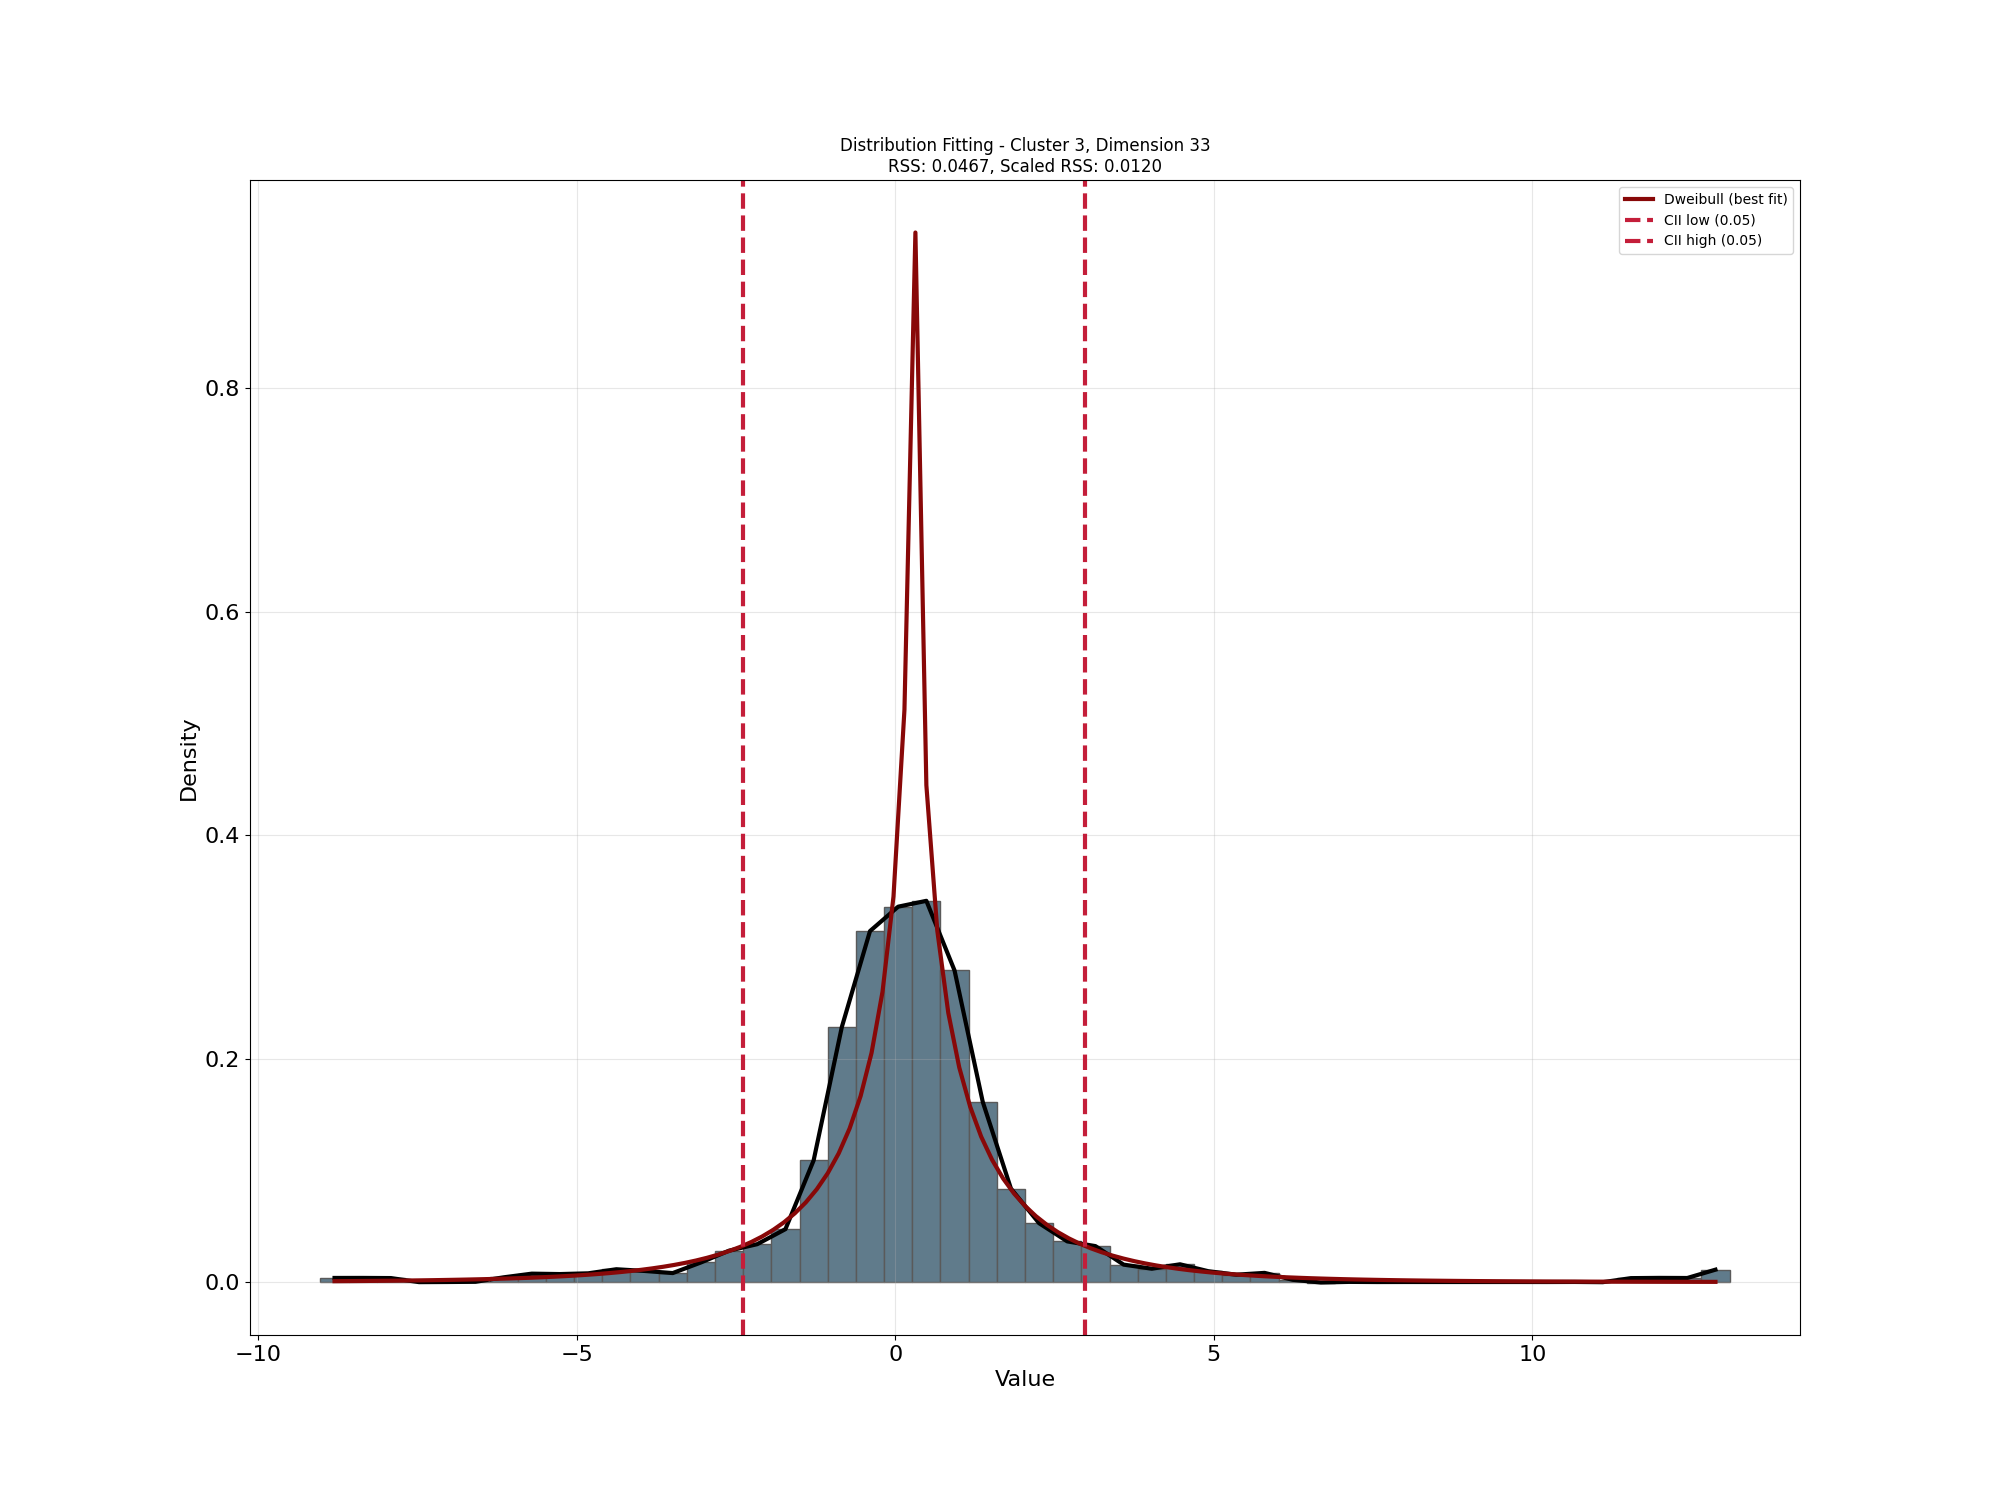 Distribution Fitting - Cluster 3, Dimension 33
RSS: 0.0467, Scaled RSS: 0.0120
Dweibull (best fit)
CII low (0.05)
CII high (0.05)
0.8
0.6
0.4
0.2
0.0
Density
−10
−5
0
5
10
Value